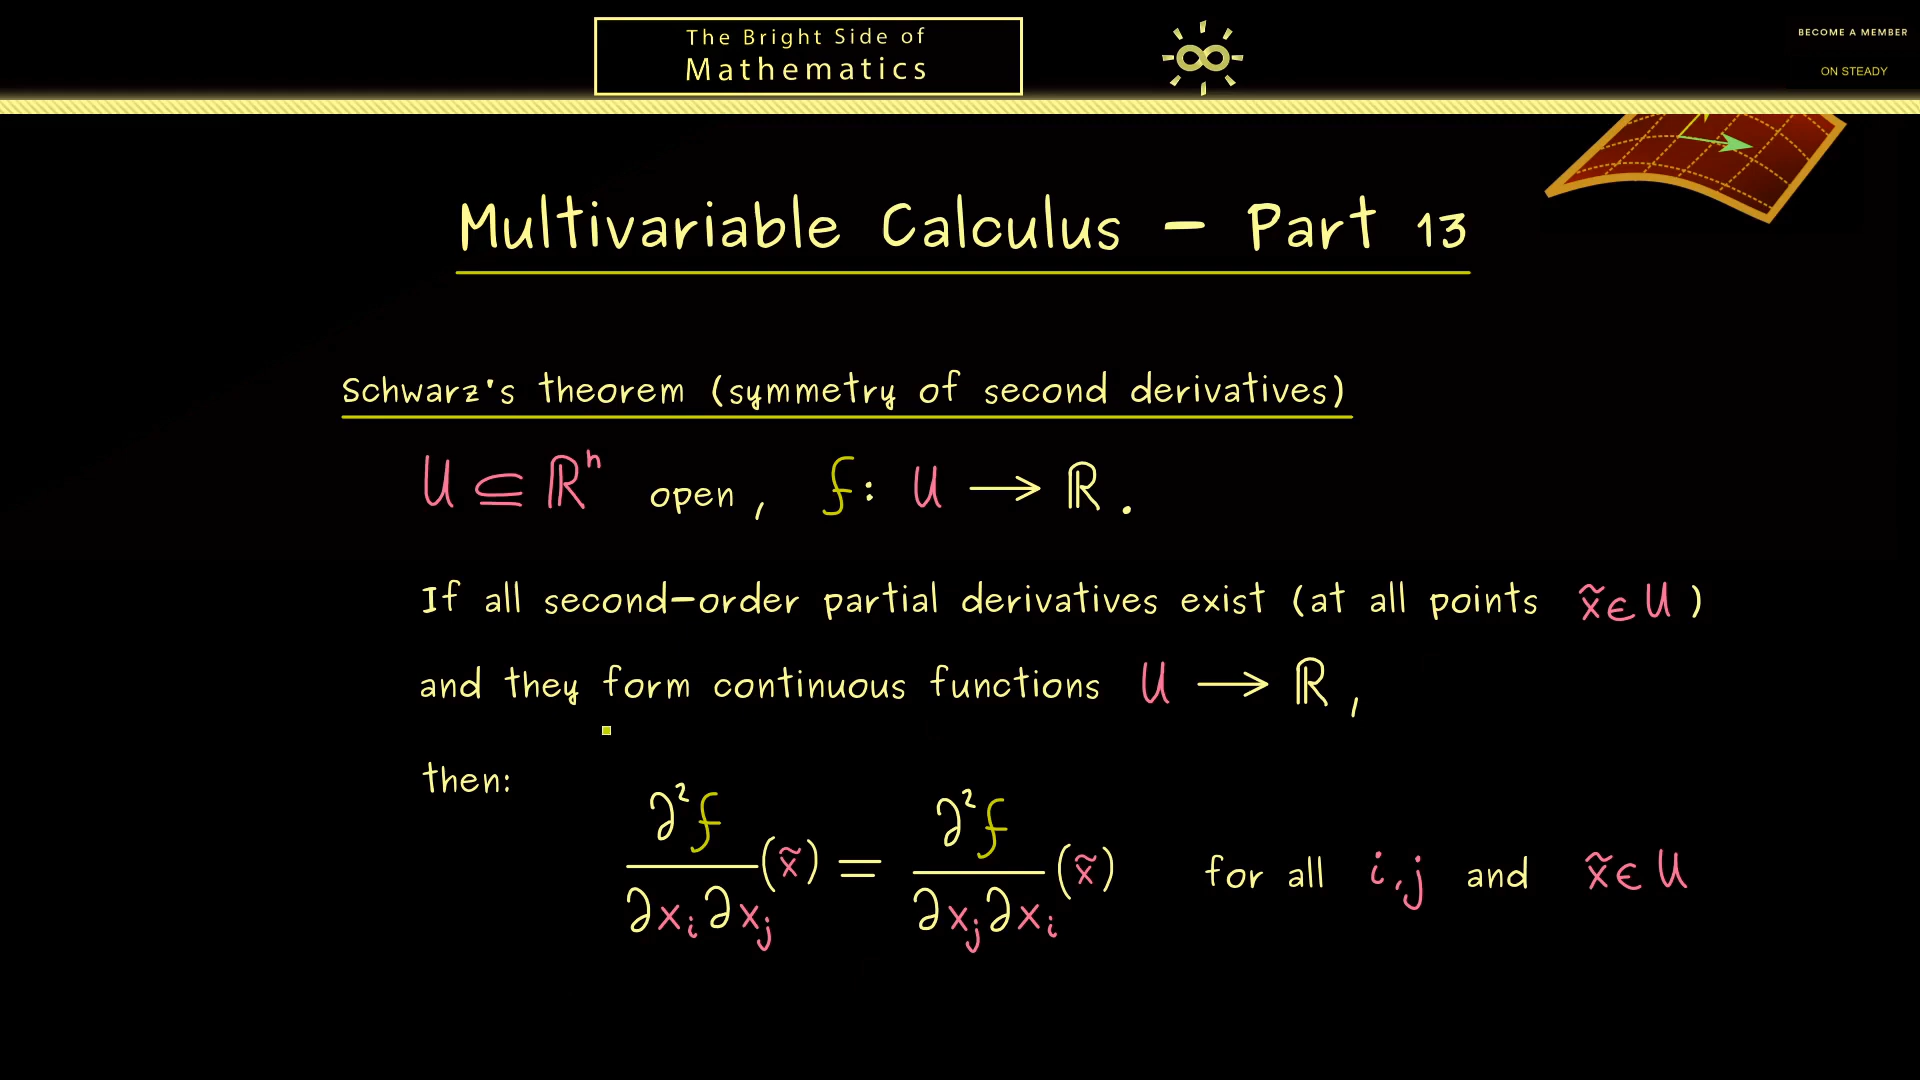 The Bright Side of
Mathematics
BECOME A MEMBER
ON STEADY
Multivariable Calculus – Part 13
Schwarz's theorem (symmetry of second derivatives)
U ⊆ ℝⁿ open, f: U ⟶ ℝ.
If all second-order partial derivatives exist (at all points x̃ ∈ U)
and they form continuous functions U ⟶ ℝ,
then:
∂²f/∂xᵢ∂xⱼ (x̃) = ∂²f/∂xⱼ∂xᵢ (x̃) for all i,j and x̃ ∈ U